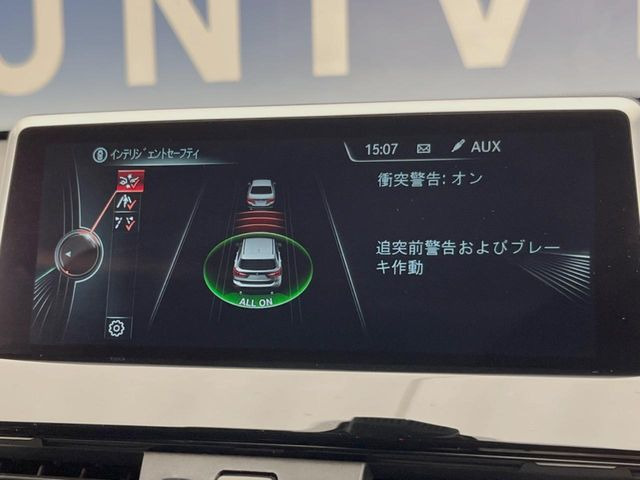 UNIV
インテリジェントセーフティ
15:07 AUX
衝突警告: オン
追突前警告およびブレー
キ作動
ALL ON